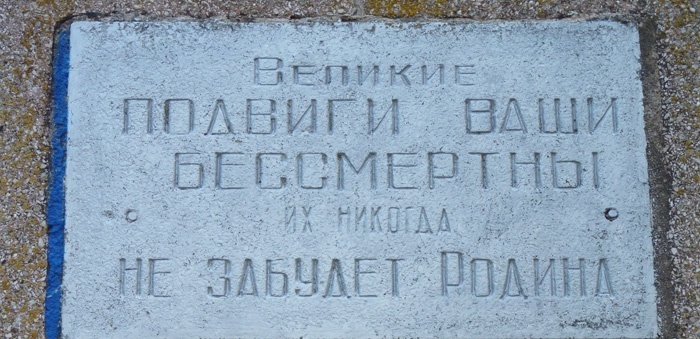 Великие
ПОДВИГИ ВАШИ
БЕССМЕРТНЫ
ИХ НИКОГДА
НЕ ЗАБУДЕТ РОДИНА